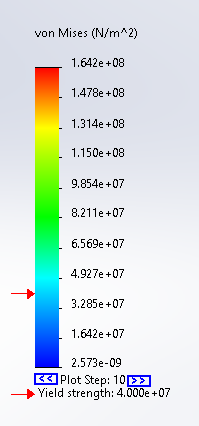 von Mises (N/m^2)
1.642e+08
1.478e+08
1.314e+08
1.150e+08
9.854e+07
8.211e+07
6.569e+07
4.927e+07
3.285e+07
1.642e+07
2.573e-09
<< Plot Step: 10 >>
Yield strength: 4.000e+07